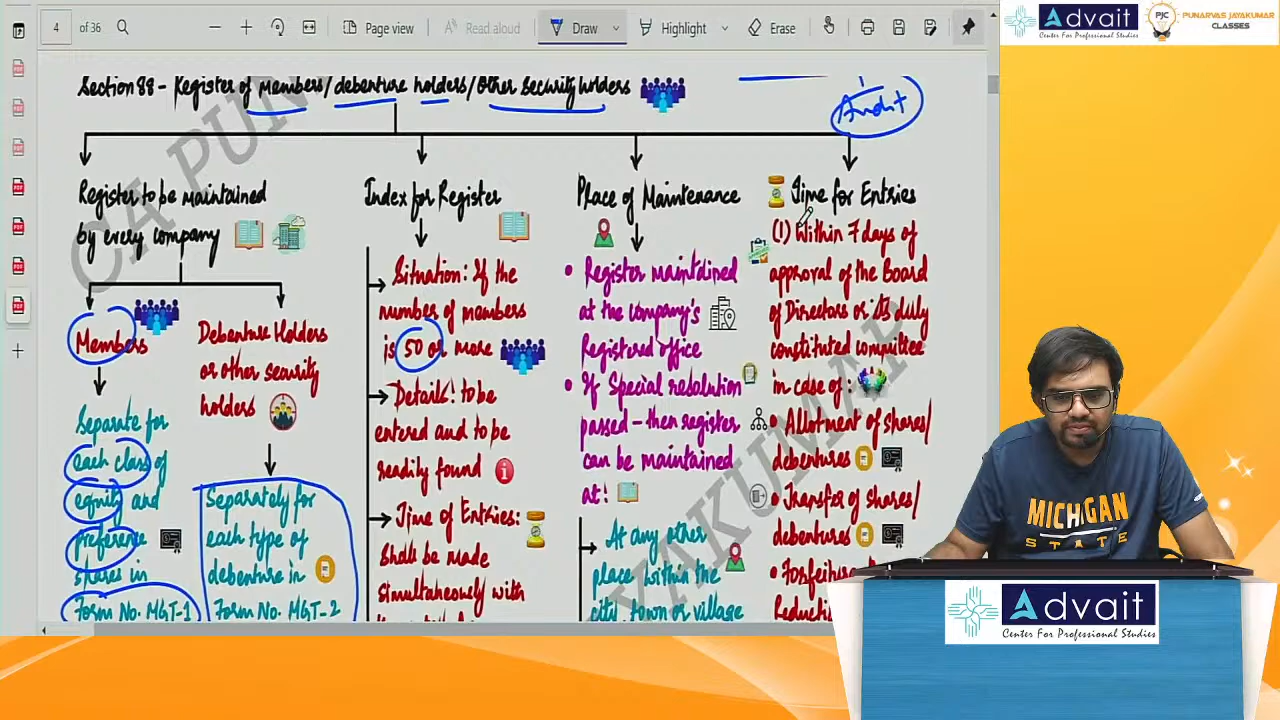 4
of 36
Page view
Read aloud
Draw
Highlight
Erase
Advait
Center For Professional Studies
PJC
PUNARVAS JAYAKUMAR
CLASSES
Section 88 - Register of Members/debenture holders/Other Security holders
Audit
Register to be maintained
by every company
Members
Separate for
each class of
equity and
preference
shares in
Form No. MGT-1
Debenture Holders
or other security
holders
Separately for
each type of
debenture in
Form No. MGT-2
Index for Register
Situation: If the
number of members
is 50 or more
Details: to be
entered and to be
readily found
Time of Entries:
Shall be made
simultaneously with
Place of Maintenance
• Register maintained
at the company's
Registered office
• If Special resolution
passed - then register
can be maintained
at:
At any other
place within the
city, town or village
Time for Entries
(1) Within 7 days of
approval of the Board
of Directors or its duly
constituted committee
in case of:
• Allotment of shares/
debentures
• Transfer of shares/
debentures
CA PUN
YAKUMAR
MICHIGAN
STATE
Advait
Center For Professional Studies